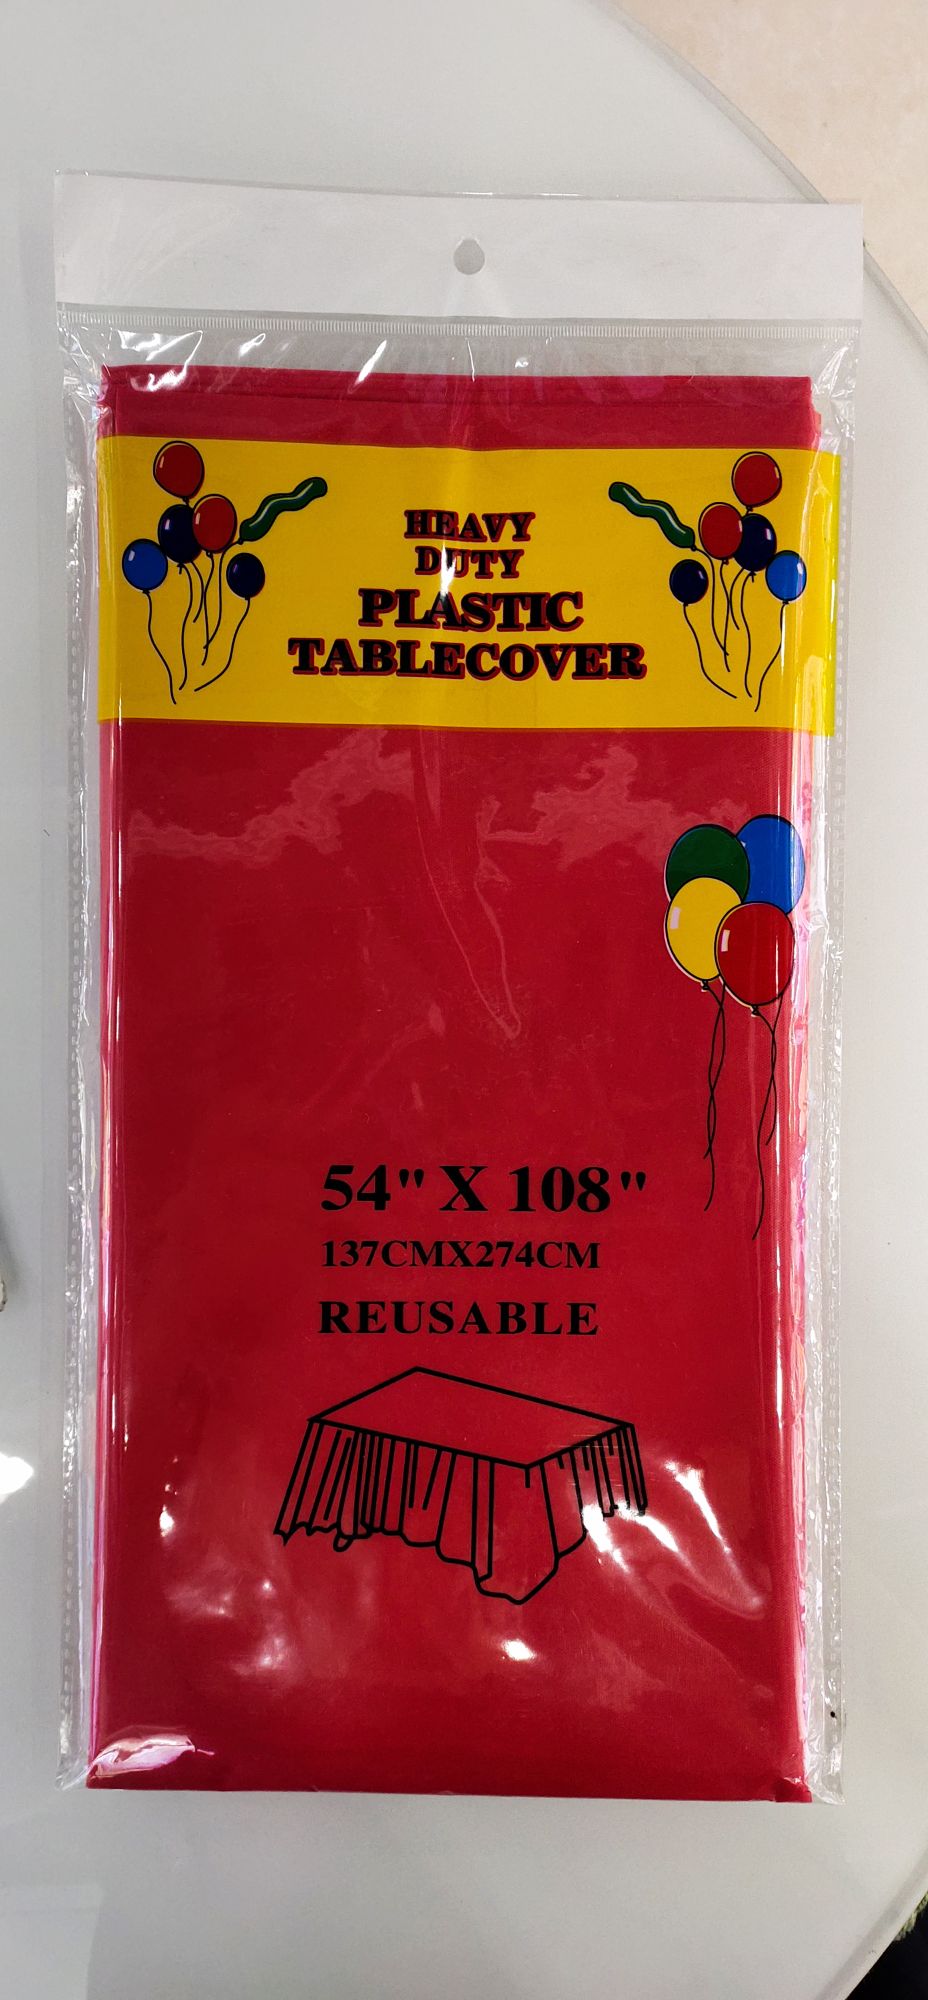 HEAVY
DUTY
PLASTIC
TABLECOVER
54" X 108"
137CMX274CM
REUSABLE